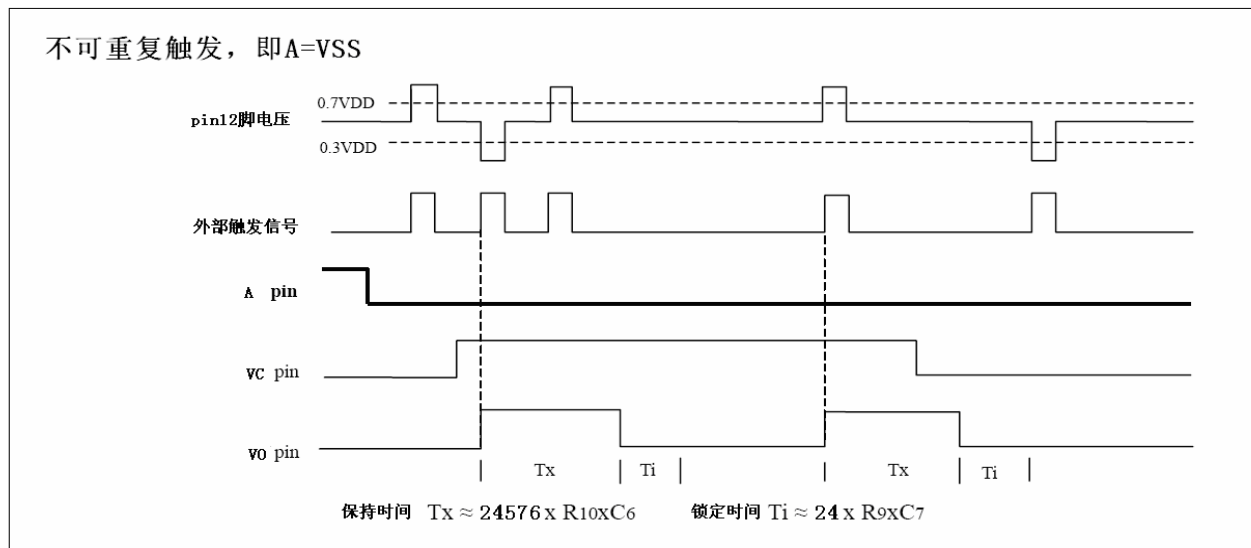 不可重复触发，即A=VSS
0.7VDD
pin12脚电压
0.3VDD
外部触发信号
A pin
VC pin
VO pin
Tx Ti Tx Ti
保持时间 Tx ≈ 24576 x R10xC6 锁定时间 Ti ≈ 24 x R9xC7